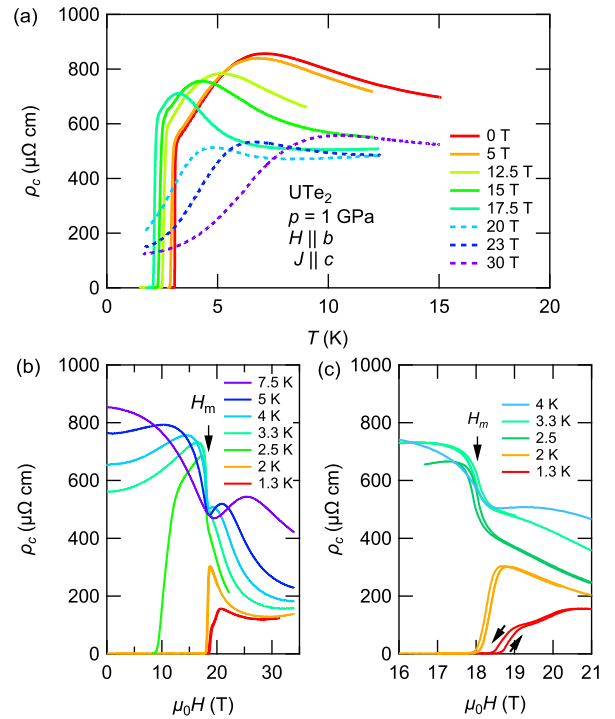 (a)
1000
800
600
400
200
0
ρc (μΩ cm)
0 5 10 15 20
T (K)
UTe2
p = 1 GPa
H || b
J || c
0 T
5 T
12.5 T
15 T
17.5 T
20 T
23 T
30 T
(b)
1000
800
600
400
200
0
ρc (μΩ cm)
0 10 20 30
μ0H (T)
Hm
7.5 K
5 K
4 K
3.3 K
2.5 K
2 K
1.3 K
(c)
1000
800
600
400
200
0
ρc (μΩ cm)
16 17 18 19 20 21
μ0H (T)
Hm
4 K
3.3 K
2.5
2 K
1.3 K